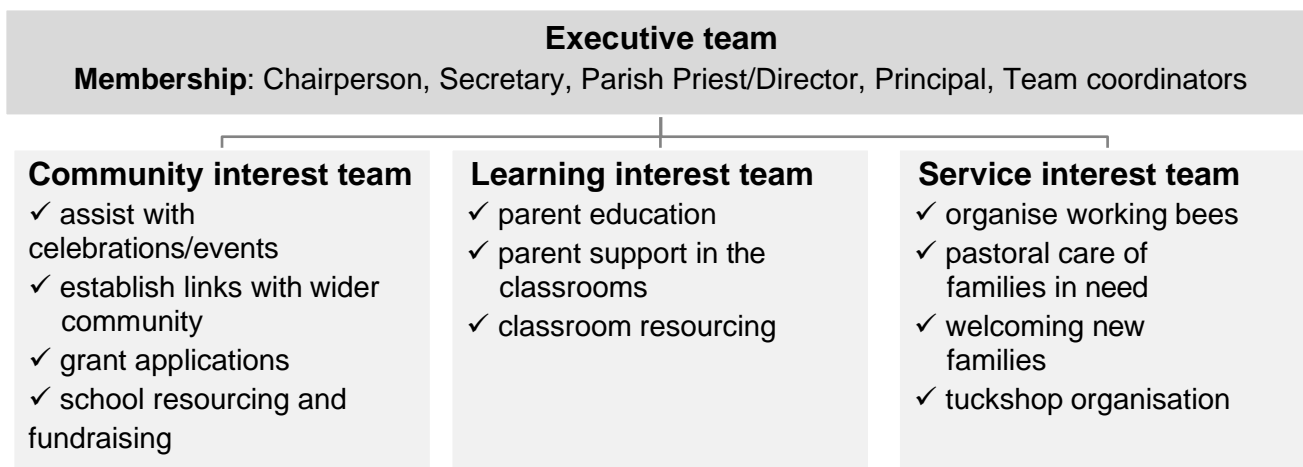 Executive team
Membership: Chairperson, Secretary, Parish Priest/Director, Principal, Team coordinators
Community interest team
✓ assist with
celebrations/events
✓ establish links with wider
community
✓ grant applications
✓ school resourcing and
fundraising
Learning interest team
✓ parent education
✓ parent support in the
classrooms
✓ classroom resourcing
Service interest team
✓ organise working bees
✓ pastoral care of
families in need
✓ welcoming new
families
✓ tuckshop organisation